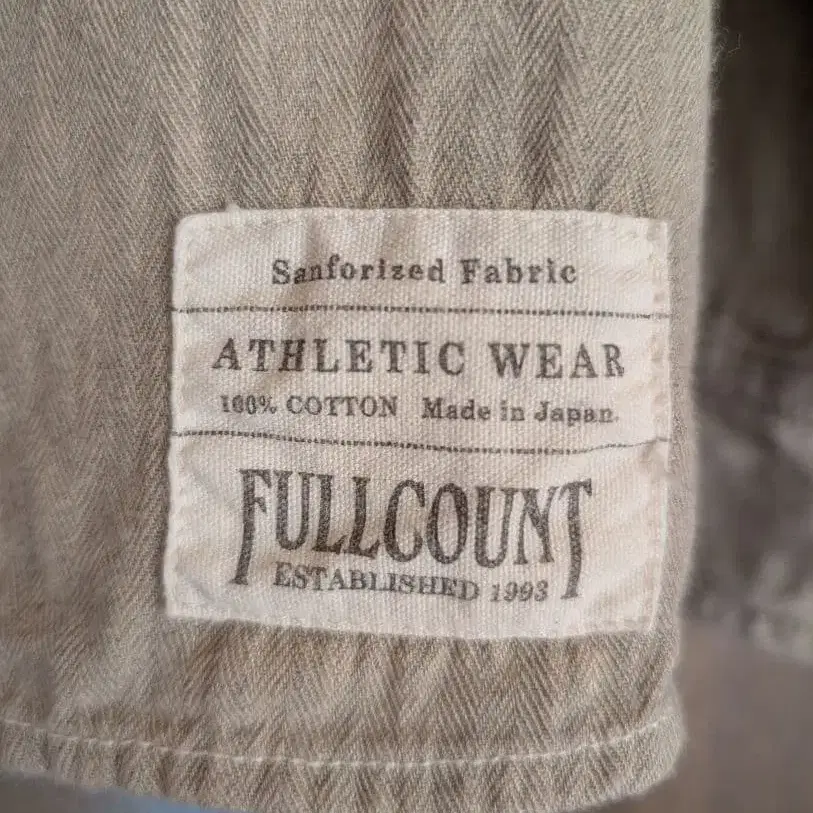 Sanforized Fabric
ATHLETIC WEAR
100% COTTON Made in Japan.
FULLCOUNT
ESTABLISHED 1993